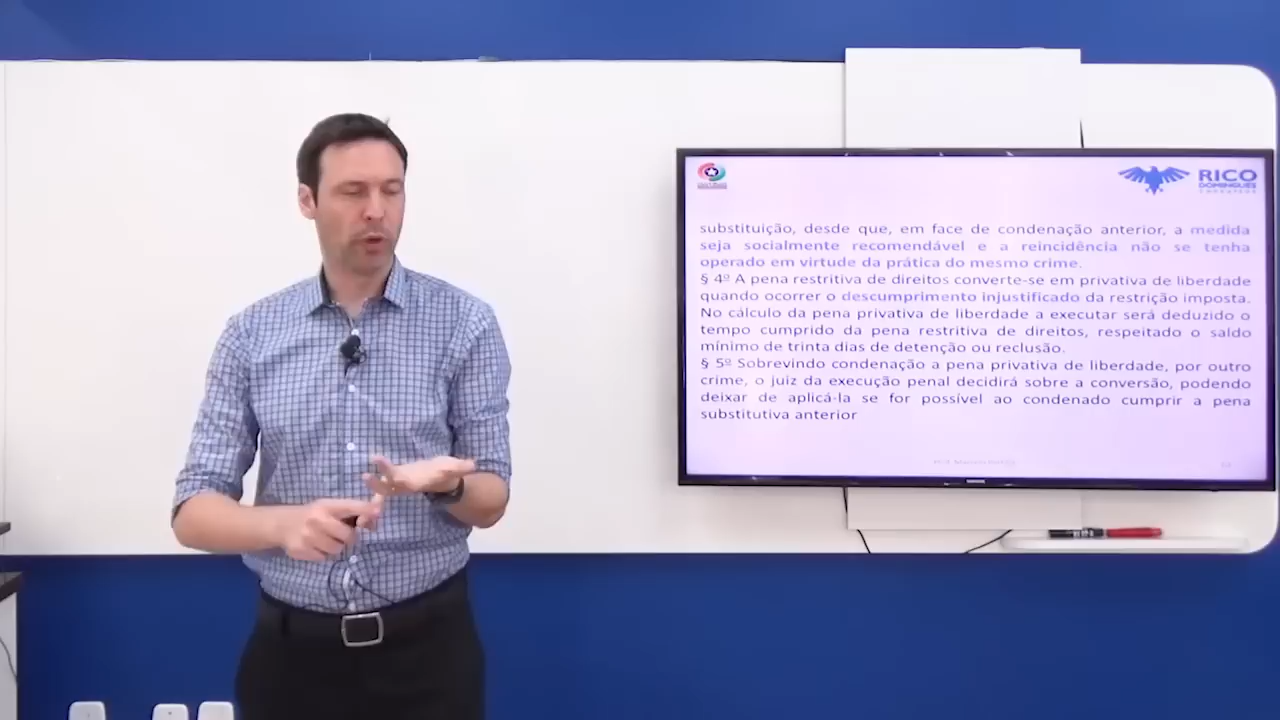 RICO
DOMINGUES
substituição, desde que, em face de condenação anterior, a medida
seja socialmente recomendável e a reincidência não se tenha
operado em virtude da prática do mesmo crime.
§ 4º A pena restritiva de direitos converte-se em privativa de liberdade
quando ocorrer o descumprimento injustificado da restrição imposta.
No cálculo da pena privativa de liberdade a executar será deduzido o
tempo cumprido da pena restritiva de direitos, respeitado o saldo
mínimo de trinta dias de detenção ou reclusão.
§ 5º Sobrevindo condenação a pena privativa de liberdade, por outro
crime, o juiz da execução penal decidirá sobre a conversão, podendo
deixar de aplicá-la se for possível ao condenado cumprir a pena
substitutiva anterior